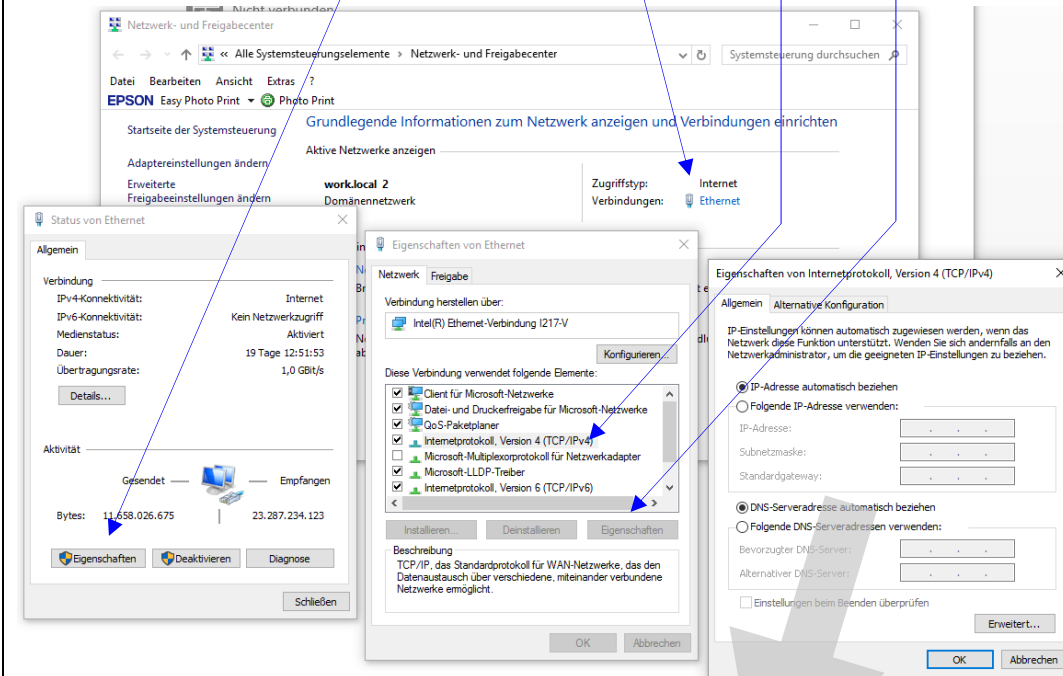 Nicht verbunden
Netzwerk- und Freigabecenter
« Alle Systemsteuerungselemente > Netzwerk- und Freigabecenter
Systemsteuerung durchsuchen
Datei Bearbeiten Ansicht Extras ?
EPSON Easy Photo Print Photo Print
Startseite der Systemsteuerung
Adaptereinstellungen ändern
Erweiterte
Freigabeeinstellungen ändern
Grundlegende Informationen zum Netzwerk anzeigen und Verbindungen einrichten
Aktive Netzwerke anzeigen
work.local 2
Domänennetzwerk
Zugriffstyp: Internet
Verbindungen: Ethernet
Status von Ethernet
Allgemein
Verbindung
IPv4-Konnektivität: Internet
IPv6-Konnektivität: Kein Netzwerkzugriff
Medienstatus: Aktiviert
Dauer: 19 Tage 12:51:53
Übertragungsrate: 1,0 GBit/s
Details...
Aktivität
Gesendet Empfangen
Bytes: 11.658.026.675 23.287.234.123
Eigenschaften Deaktivieren Diagnose
Schließen
Eigenschaften von Ethernet
Netzwerk Freigabe
Verbindung herstellen über:
Intel(R) Ethernet-Verbindung I217-V
Konfigurieren...
Diese Verbindung verwendet folgende Elemente:
Client für Microsoft-Netzwerke
Datei- und Druckerfreigabe für Microsoft-Netzwerke
QoS-Paketplaner
Internetprotokoll, Version 4 (TCP/IPv4)
Microsoft-Multiplexorprotokoll für Netzwerkadapter
Microsoft-LLDP-Treiber
Internetprotokoll, Version 6 (TCP/IPv6)
Installieren... Deinstallieren Eigenschaften
Beschreibung
TCP/IP, das Standardprotokoll für WAN-Netzwerke, das den
Datenaustausch über verschiedene, miteinander verbundene
Netzwerke ermöglicht.
OK Abbrechen
Eigenschaften von Internetprotokoll, Version 4 (TCP/IPv4)
Allgemein Alternative Konfiguration
IP-Einstellungen können automatisch zugewiesen werden, wenn das
Netzwerk diese Funktion unterstützt. Wenden Sie sich andernfalls an den
Netzwerkadministrator, um die geeigneten IP-Einstellungen zu beziehen.
IP-Adresse automatisch beziehen
Folgende IP-Adresse verwenden:
IP-Adresse:
Subnetzmaske:
Standardgateway:
DNS-Serveradresse automatisch beziehen
Folgende DNS-Serveradressen verwenden:
Bevorzugter DNS-Server:
Alternativer DNS-Server:
Einstellungen beim Beenden überprüfen
Erweitert...
OK Abbrechen